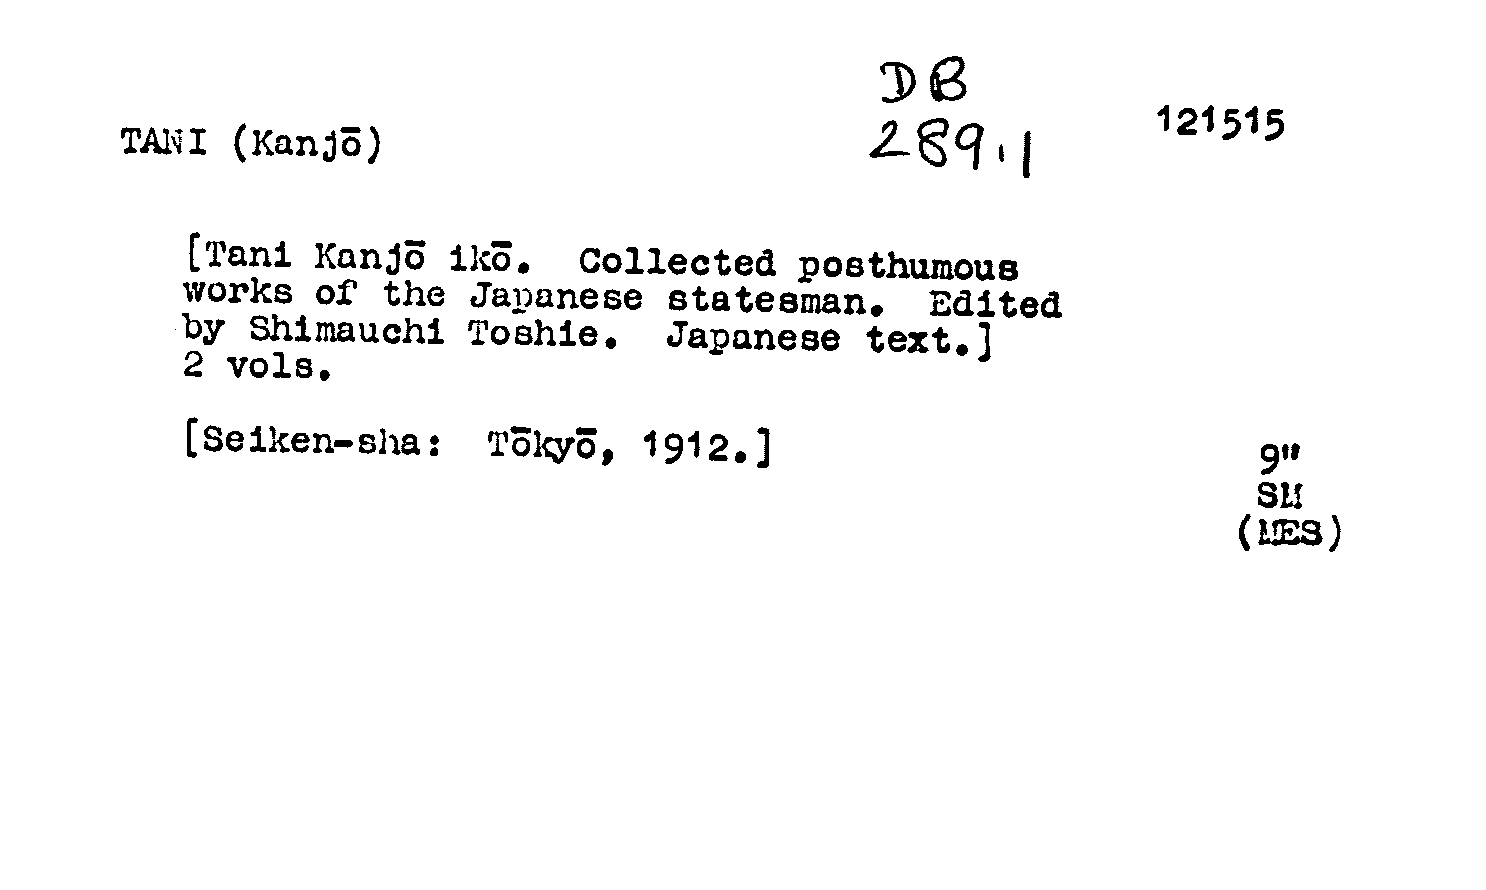 DB
TANI (Kanjō) 289.1 121515
[Tani Kanjō ikō. Collected posthumous
works of the Japanese statesman. Edited
by Shimauchi Toshie. Japanese text.]
2 vols.
[Seiken-sha: Tōkyō, 1912.]
9"
SM
(MES)